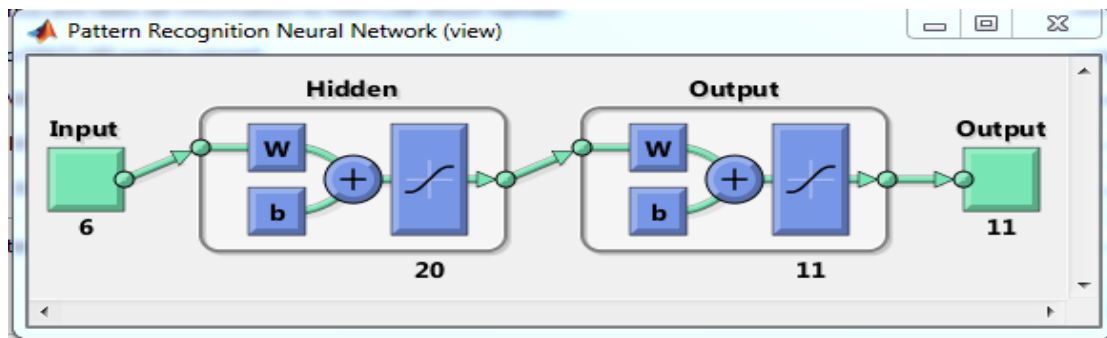 Pattern Recognition Neural Network (view)
Hidden
Output
Input
Output
W
b
+
W
b
+
6
20
11
11